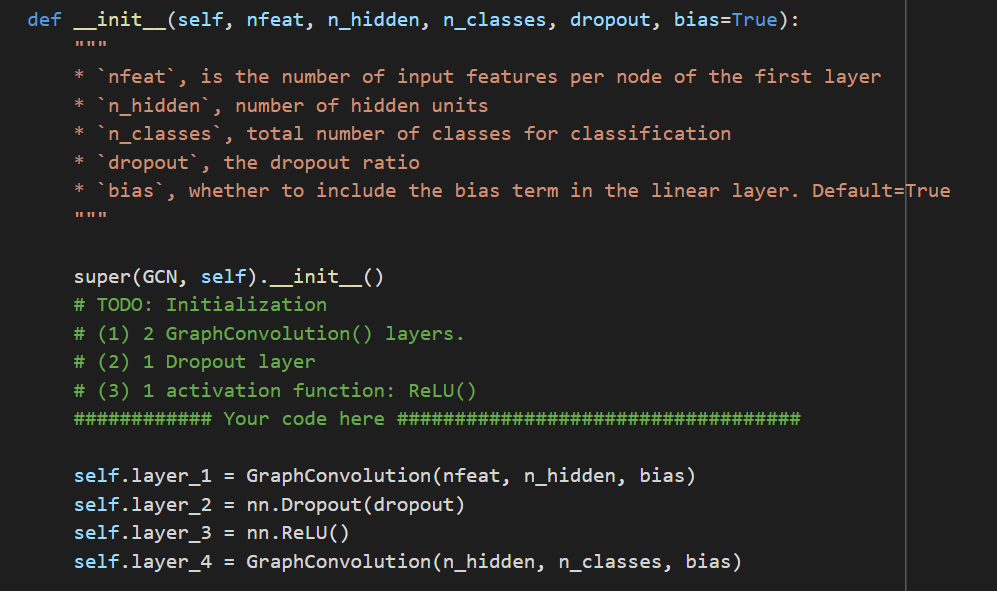 def __init__(self, nfeat, n_hidden, n_classes, dropout, bias=True):
    """
    * `nfeat`, is the number of input features per node of the first layer
    * `n_hidden`, number of hidden units
    * `n_classes`, total number of classes for classification
    * `dropout`, the dropout ratio
    * `bias`, whether to include the bias term in the linear layer. Default=True
    """
    super(GCN, self).__init__()
    # TODO: Initialization
    # (1) 2 GraphConvolution() layers.
    # (2) 1 Dropout layer
    # (3) 1 activation function: ReLU()
    ############ Your code here ###################################
    self.layer_1 = GraphConvolution(nfeat, n_hidden, bias)
    self.layer_2 = nn.Dropout(dropout)
    self.layer_3 = nn.ReLU()
    self.layer_4 = GraphConvolution(n_hidden, n_classes, bias)